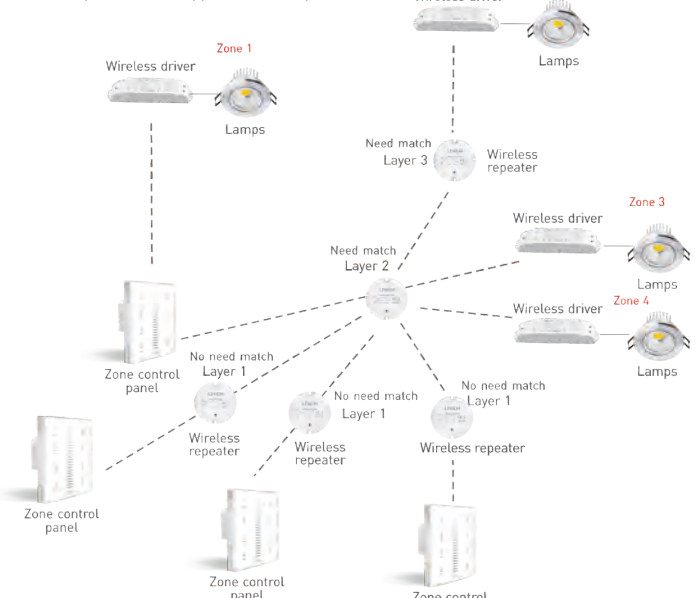 Zone 1
Wireless driver
Lamps
Lamps
Need match
Layer 3
Wireless
repeater
Zone 3
Wireless driver
Lamps
Need match
Layer 2
Zone 4
Wireless driver
Lamps
Zone control
panel
No need match
Layer 1
Wireless
repeater
No need match
Layer 1
Wireless
repeater
No need match
Layer 1
Wireless repeater
Zone control
panel
Zone control
panel
Zone control